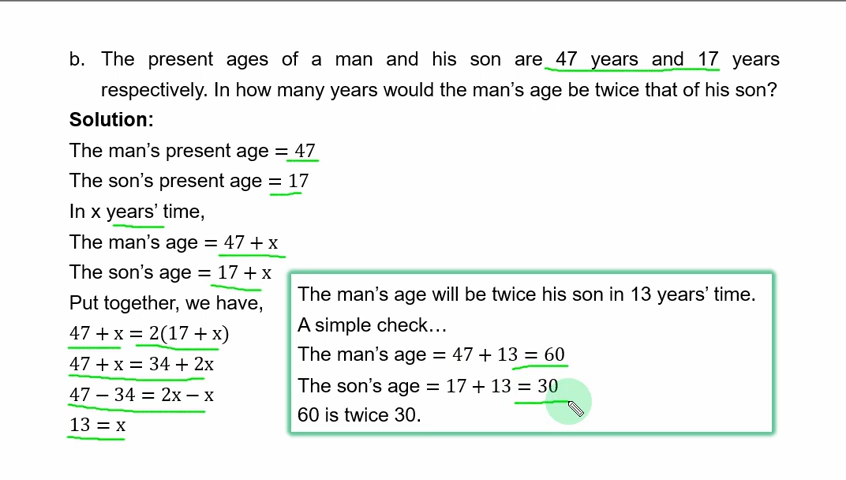 b. The present ages of a man and his son are 47 years and 17 years
respectively. In how many years would the man's age be twice that of his son?
Solution:
The man's present age = 47
The son's present age = 17
In x years' time,
The man's age = 47 + x
The son's age = 17 + x
Put together, we have,
47 + x = 2(17 + x)
47 + x = 34 + 2x
47 − 34 = 2x − x
13 = x
The man's age will be twice his son in 13 years' time.
A simple check…
The man's age = 47 + 13 = 60
The son's age = 17 + 13 = 30
60 is twice 30.